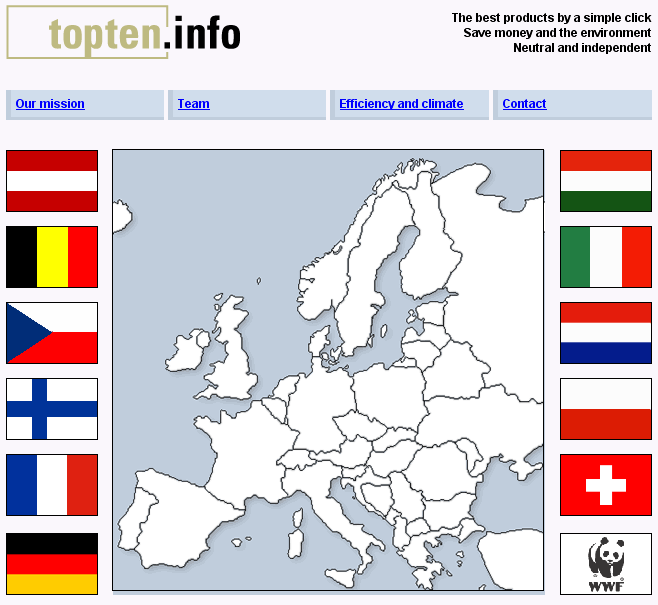 topten.info
The best products by a simple click
Save money and the environment
Neutral and independent
Our mission
Team
Efficiency and climate
Contact
WWF